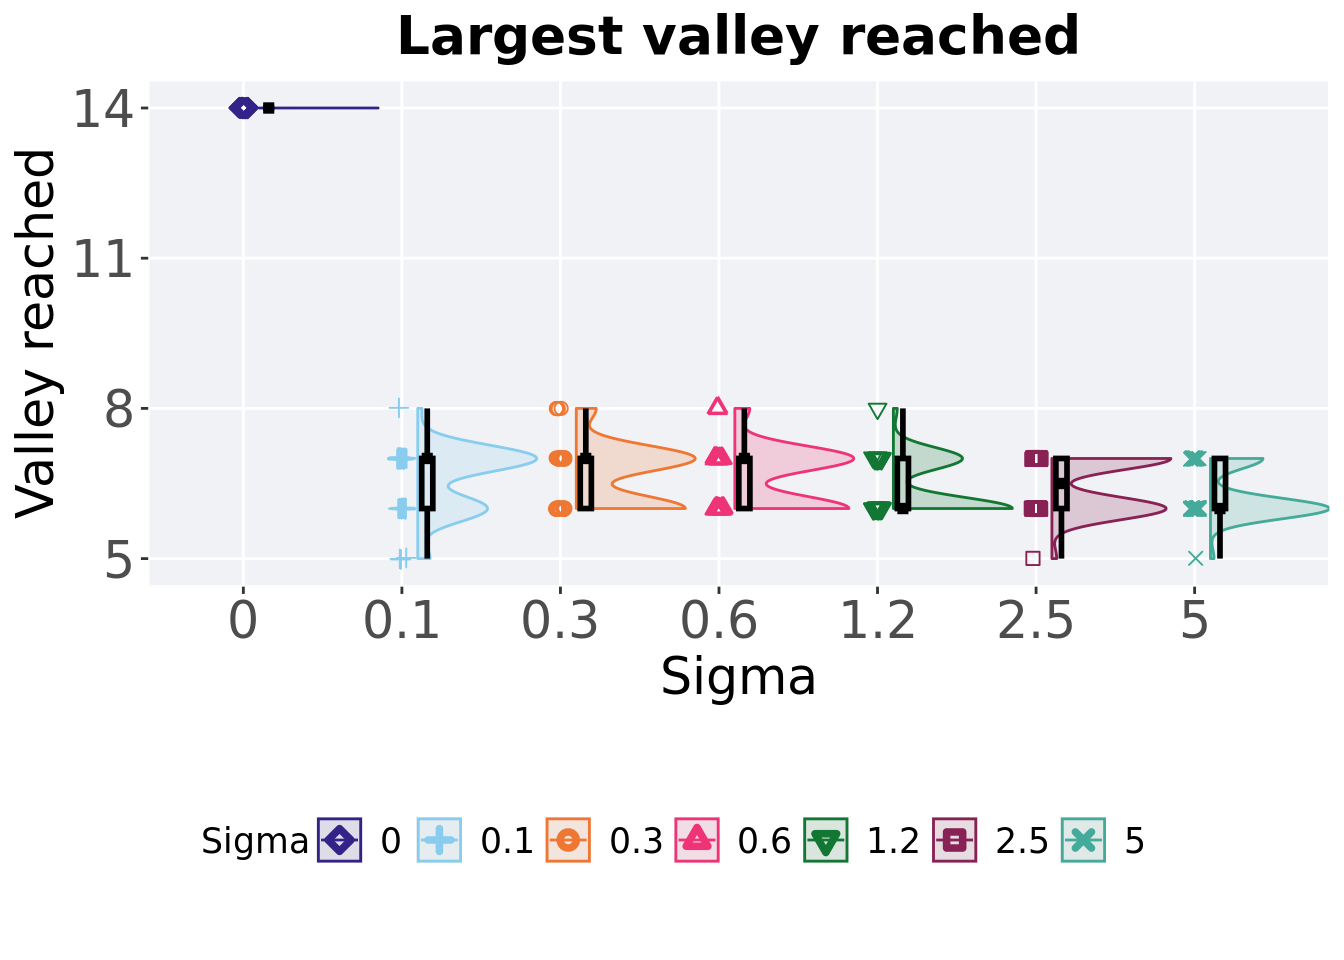 Largest valley reached
Valley reached
14
11
8
5
0 0.1 0.3 0.6 1.2 2.5 5
Sigma
Sigma 0 0.1 0.3 0.6 1.2 2.5 5